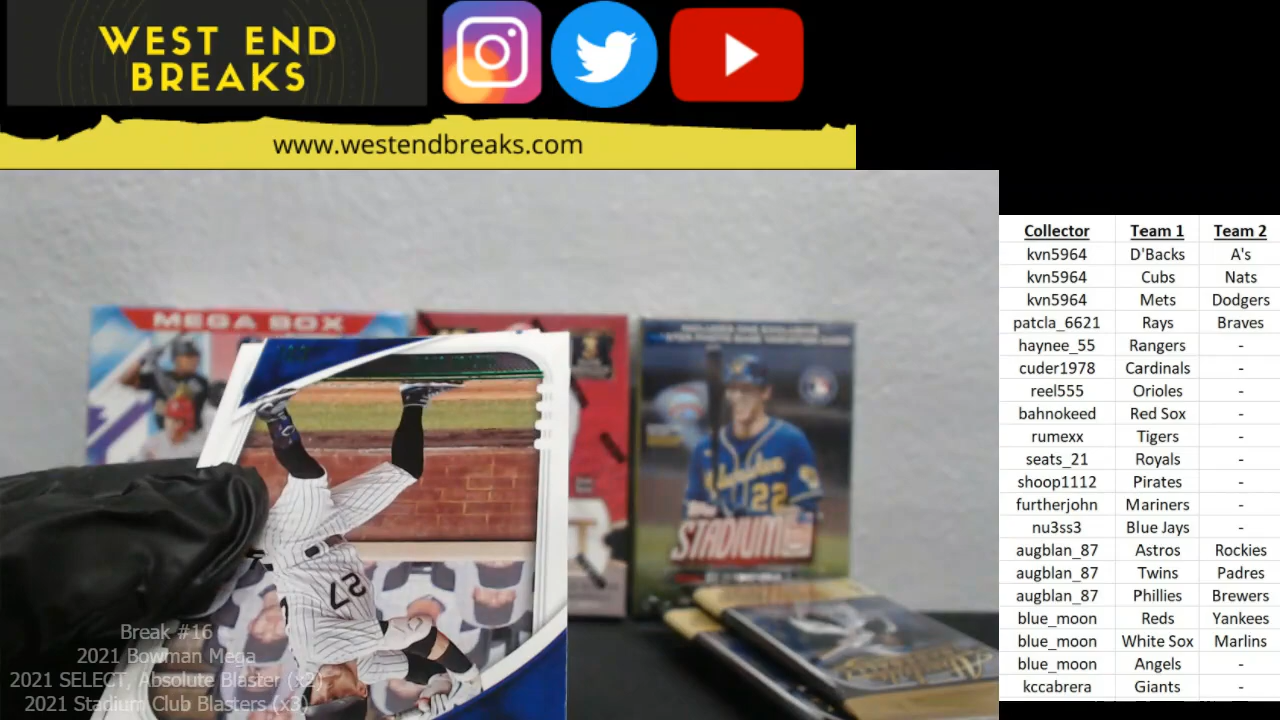 WEST END
BREAKS
www.westendbreaks.com
Collector Team 1 Team 2
kvn5964 D'Backs A's
kvn5964 Cubs Nats
kvn5964 Mets Dodgers
patcla_6621 Rays Braves
haynee_55 Rangers -
cuder1978 Cardinals -
reel555 Orioles -
bahnokeed Red Sox -
rumexx Tigers -
seats_21 Royals -
shoop1112 Pirates -
furtherjohn Mariners -
nu3ss3 Blue Jays -
augblan_87 Astros Rockies
augblan_87 Twins Padres
augblan_87 Phillies Brewers
blue_moon Reds Yankees
blue_moon White Sox Marlins
blue_moon Angels -
kccabrera Giants -
MEGA BOX
22
STADIUM
27
Break #16
2021 Bowman Mega
2021 SELECT, Absolute Blaster (x2)
2021 Stadium Club Blasters (x3)